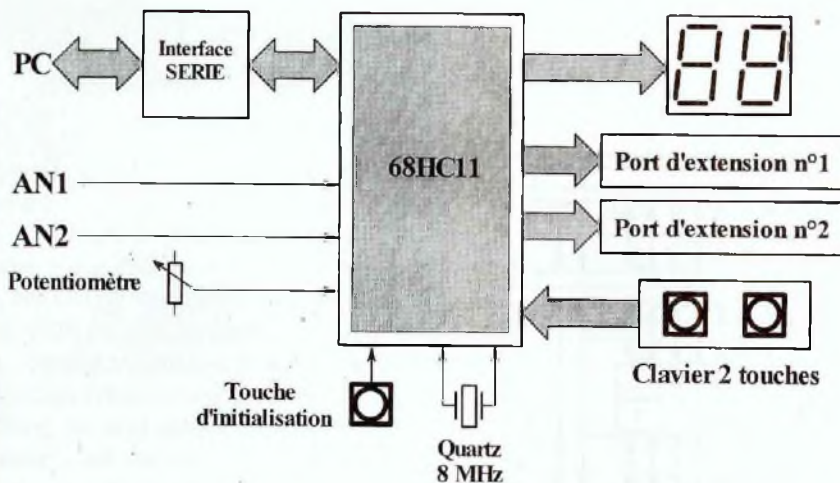 PC
Interface
SERIE
68HC11
Port d'extension n°1
AN1
Port d'extension n°2
AN2
Potentiomètre
Clavier 2 touches
Touche
d'initialisation
Quartz
8 MHz